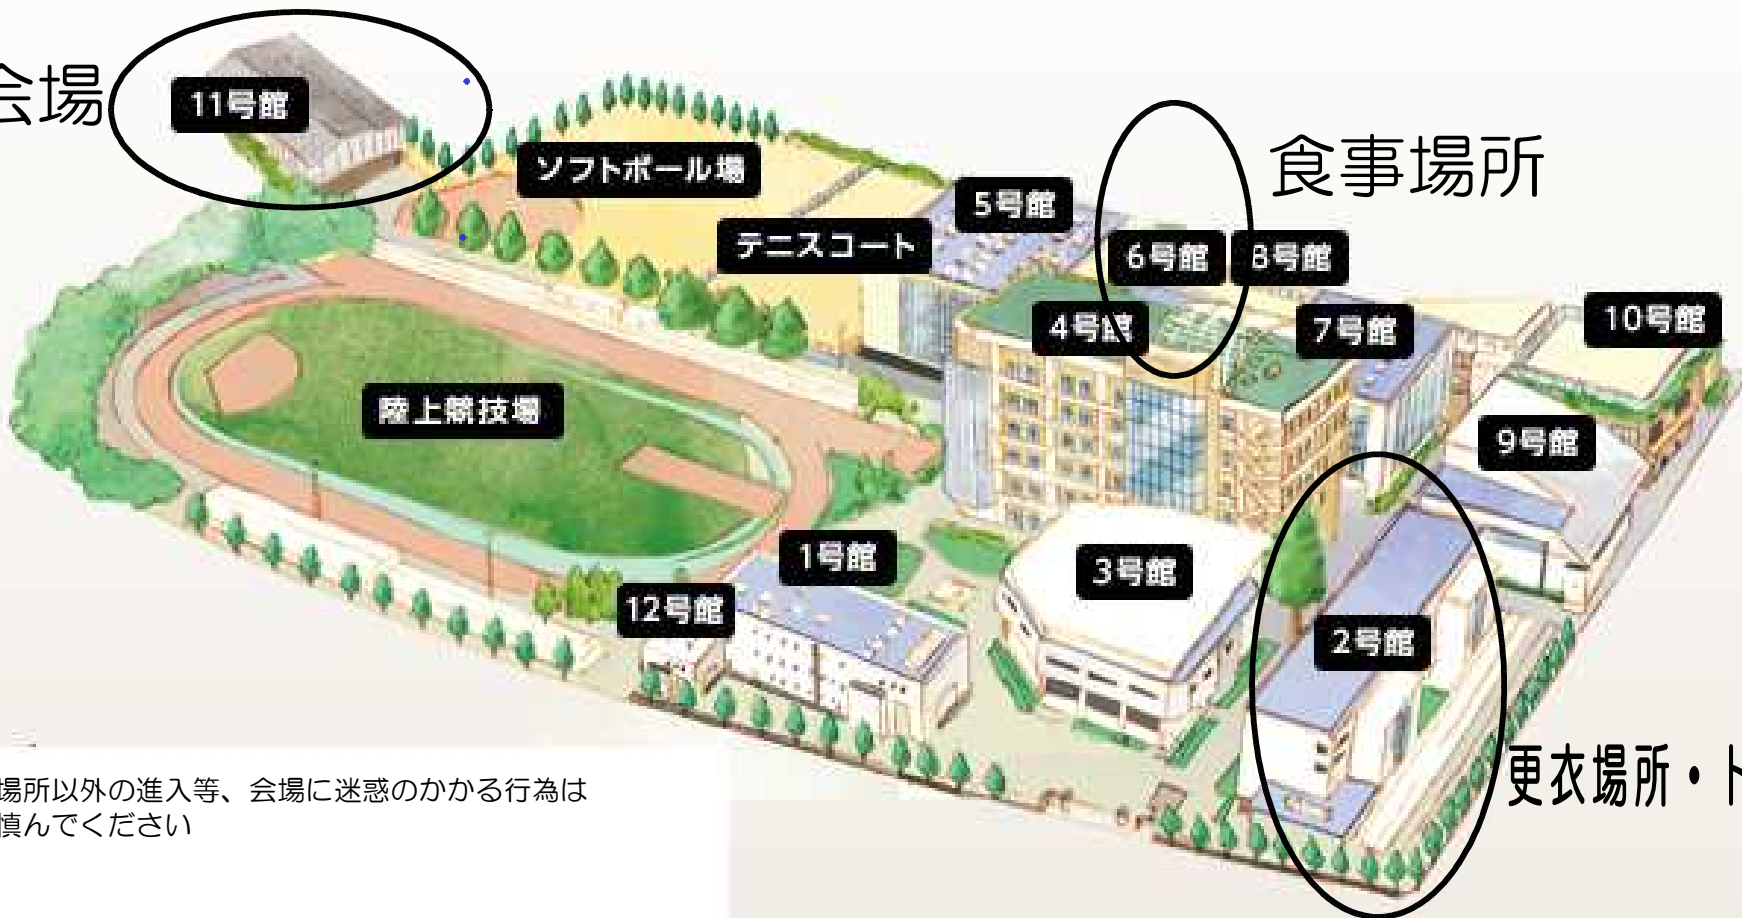 会場
11号館
ソフトボール場
食事場所
5号館
テニスコート
6号館
8号館
4号館
7号館
10号館
陸上競技場
9号館
1号館
3号館
12号館
2号館
更衣場所・ト
場所以外の進入等、会場に迷惑のかかる行為は
慎んでください